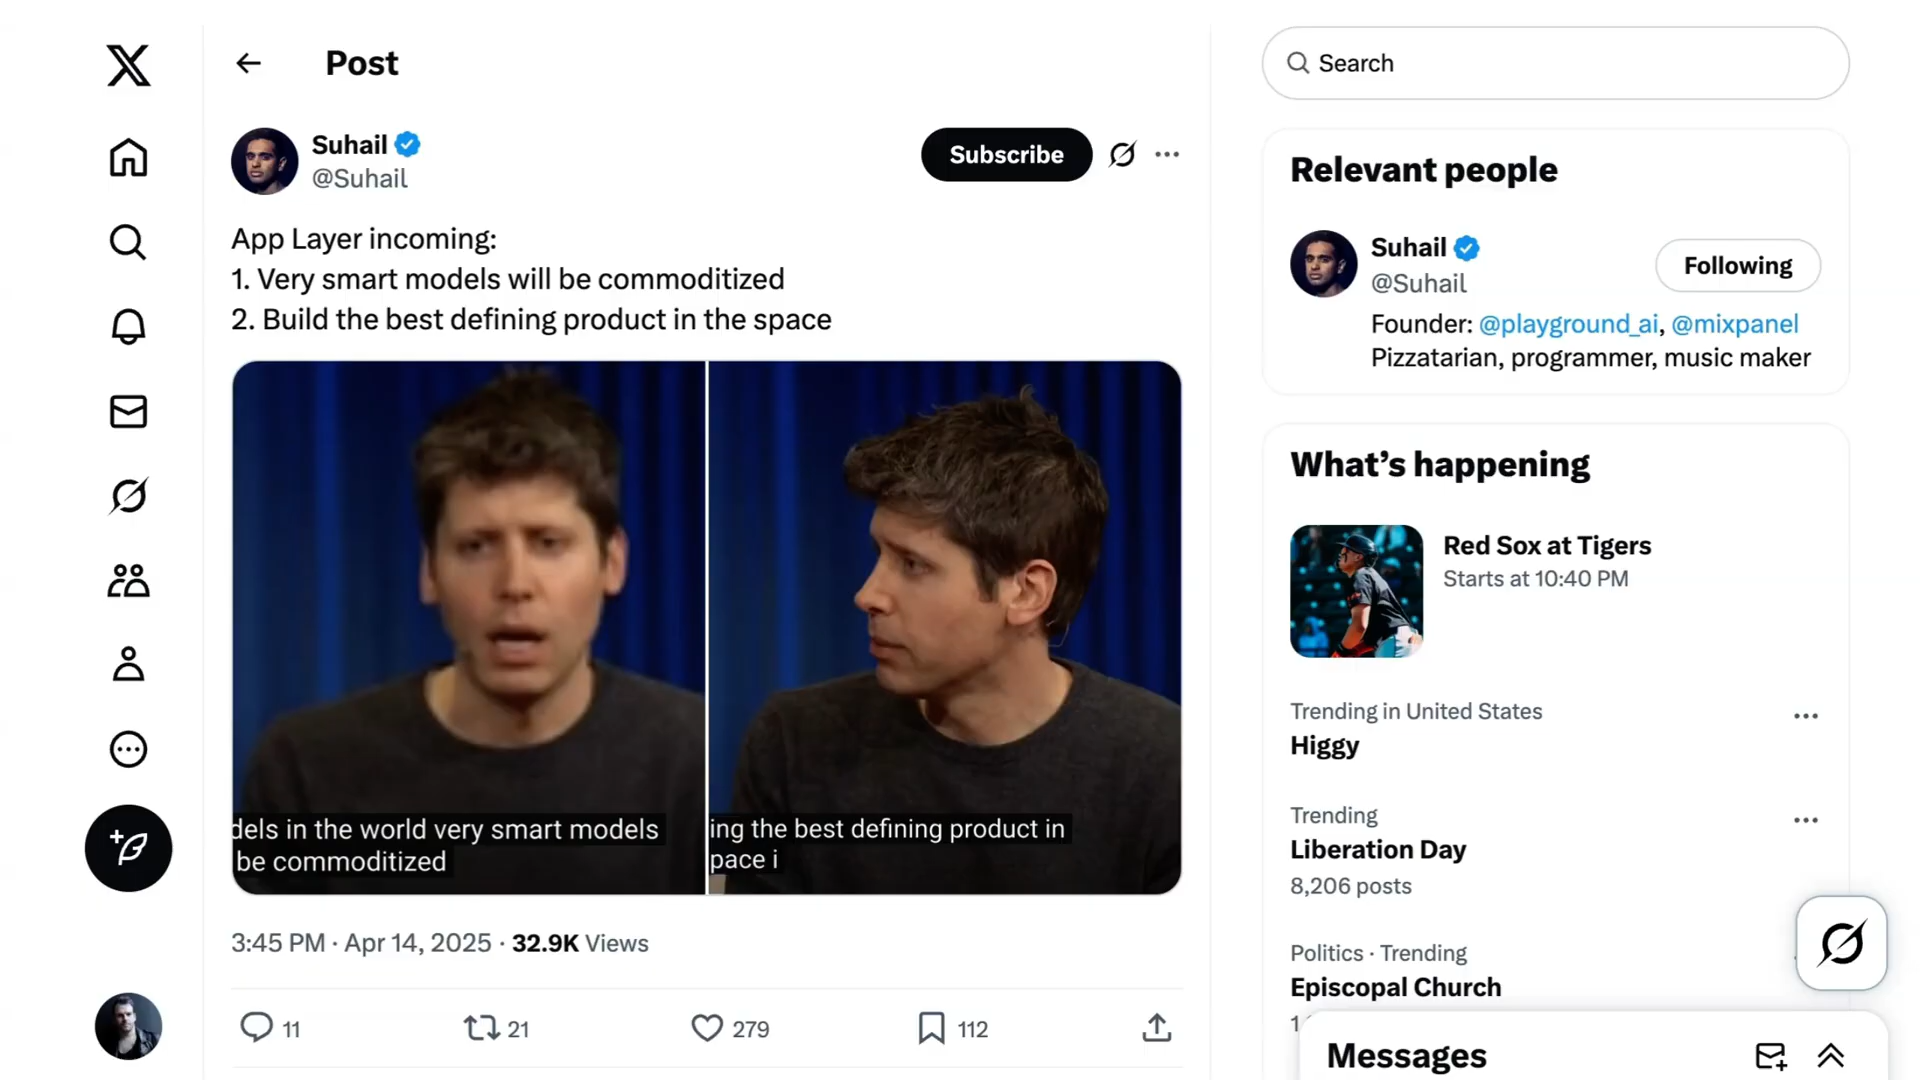 Post
Suhail
@Suhail
Subscribe
App Layer incoming:
1. Very smart models will be commoditized
2. Build the best defining product in the space
dels in the world very smart models
be commoditized
ing the best defining product in
pace i
3:45 PM · Apr 14, 2025 · 32.9K Views
11
21
279
112
Search
Relevant people
Suhail
@Suhail
Following
Founder: @playground_ai, @mixpanel
Pizzatarian, programmer, music maker
What's happening
Red Sox at Tigers
Starts at 10:40 PM
Trending in United States
Higgy
Trending
Liberation Day
8,206 posts
Politics · Trending
Episcopal Church
Messages